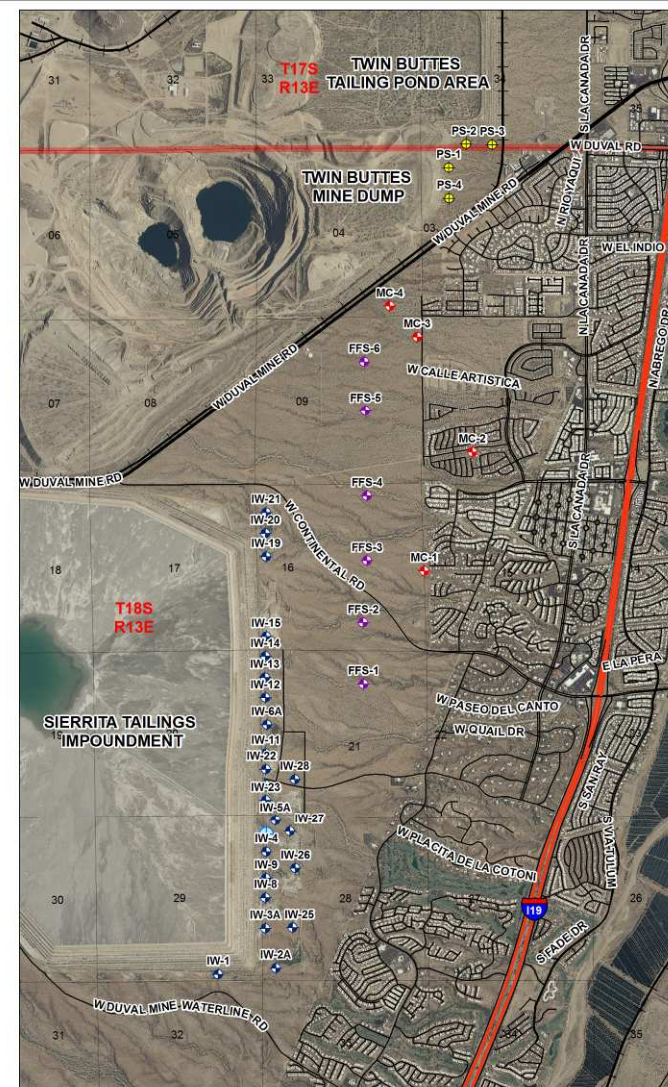 31
32
33
34
35
T17S
R13E
TWIN BUTTES
TAILING POND AREA
S LA CANADA DR
PS-2
PS-3
W DUVAL RD
PS-1
TWIN BUTTES
MINE DUMP
PS-4
N RIO YAQUI
W DUVAL MINE RD
06
05
04
03
W EL INDIO
N LA CANADA DR
N ABREGO DR
MC-4
MC-3
FFS-6
W DUVAL MINE RD
W CALLE ARTISTICA
07
08
09
10
FFS-5
MC-2
S LA CANADA DR
W DUVAL MINE RD
FFS-4
IW-21
IW-20
W CONTINENTAL RD
IW-19
18
17
16
FFS-3
MC-1
T18S
R13E
IW-15
FFS-2
IW-14
IW-13
E LA PERA
IW-12
FFS-1
IW-6A
W PASEO DEL CANTO
SIERRITA TAILINGS
IMPOUNDMENT
19
20
21
22
23
W QUAIL DR
IW-11
IW-22
IW-28
S SAN RAY
IW-23
IW-5A
IW-27
IW-4
W PLACITA DE LA COTONI
S VIA TULUM
IW-9
IW-26
IW-8
30
29
28
26
I19
IW-3A
IW-25
S FADE DR
IW-1
IW-2A
W DUVAL MINE WATERLINE RD
31
32
33
34
35